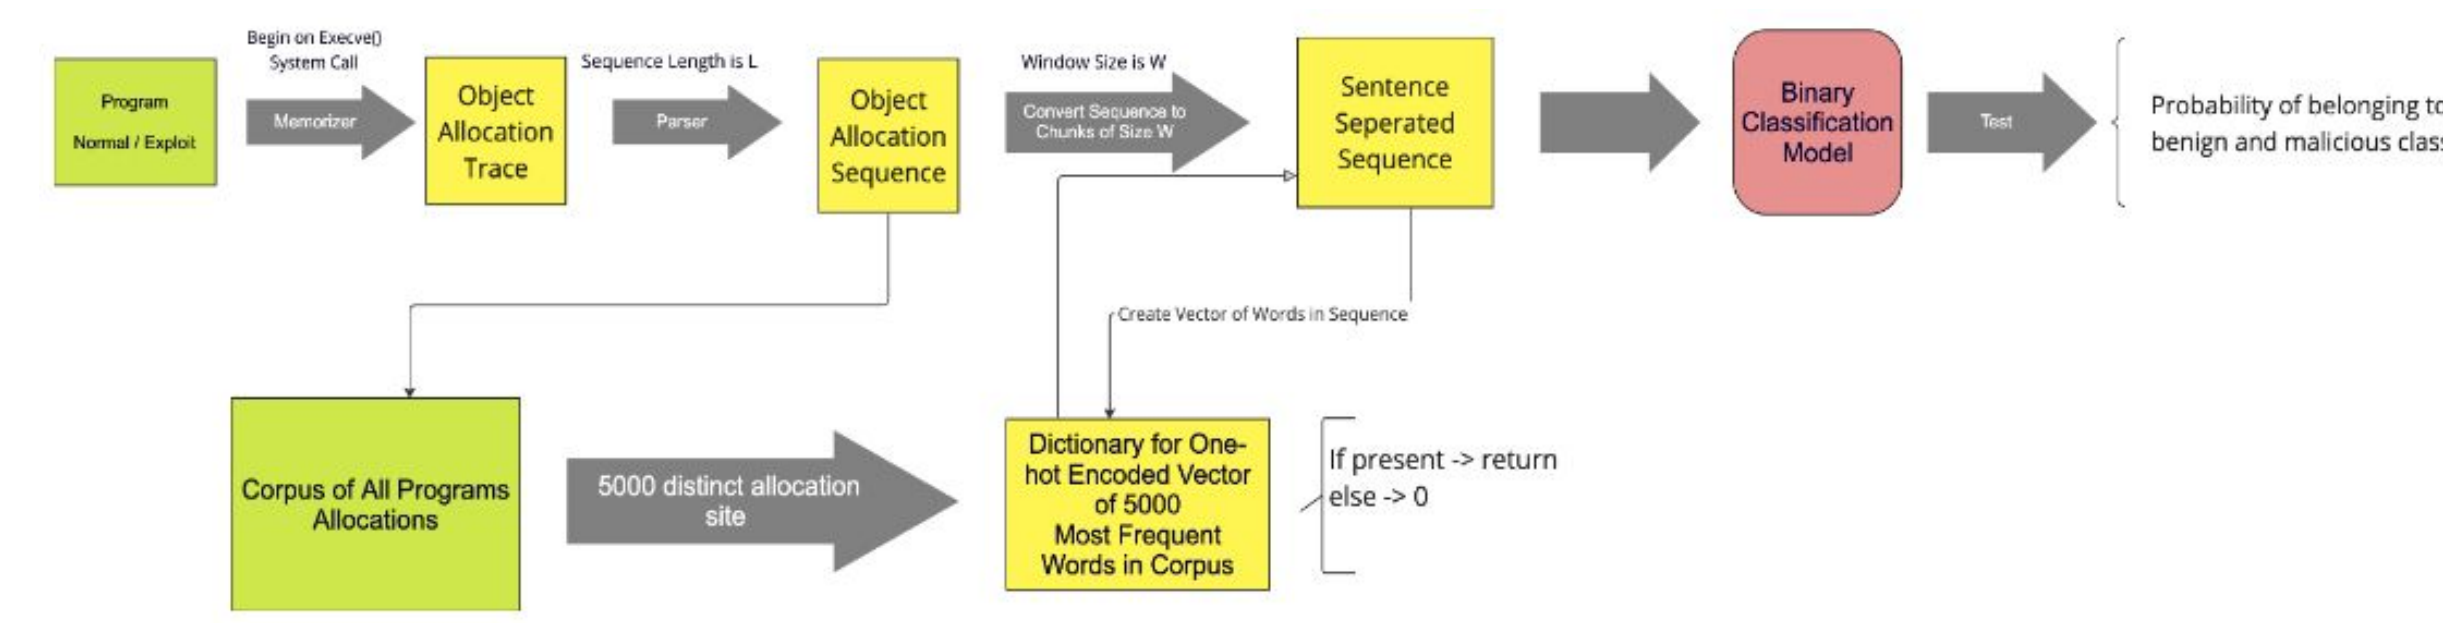 Begin on Execve()
System Call
Program
Normal / Exploit
Memorizer
Object
Allocation
Trace
Sequence Length is L
Parser
Object
Allocation
Sequence
Window Size is W
Convert Sequence to
Chunks of Size W
Sentence
Seperated
Sequence
Binary
Classification
Model
Test
Probability of belonging to
benign and malicious clas
Create Vector of Words in Sequence
Corpus of All Programs
Allocations
5000 distinct allocation
site
Dictionary for One-
hot Encoded Vector
of 5000
Most Frequent
Words in Corpus
If present -> return
else -> 0